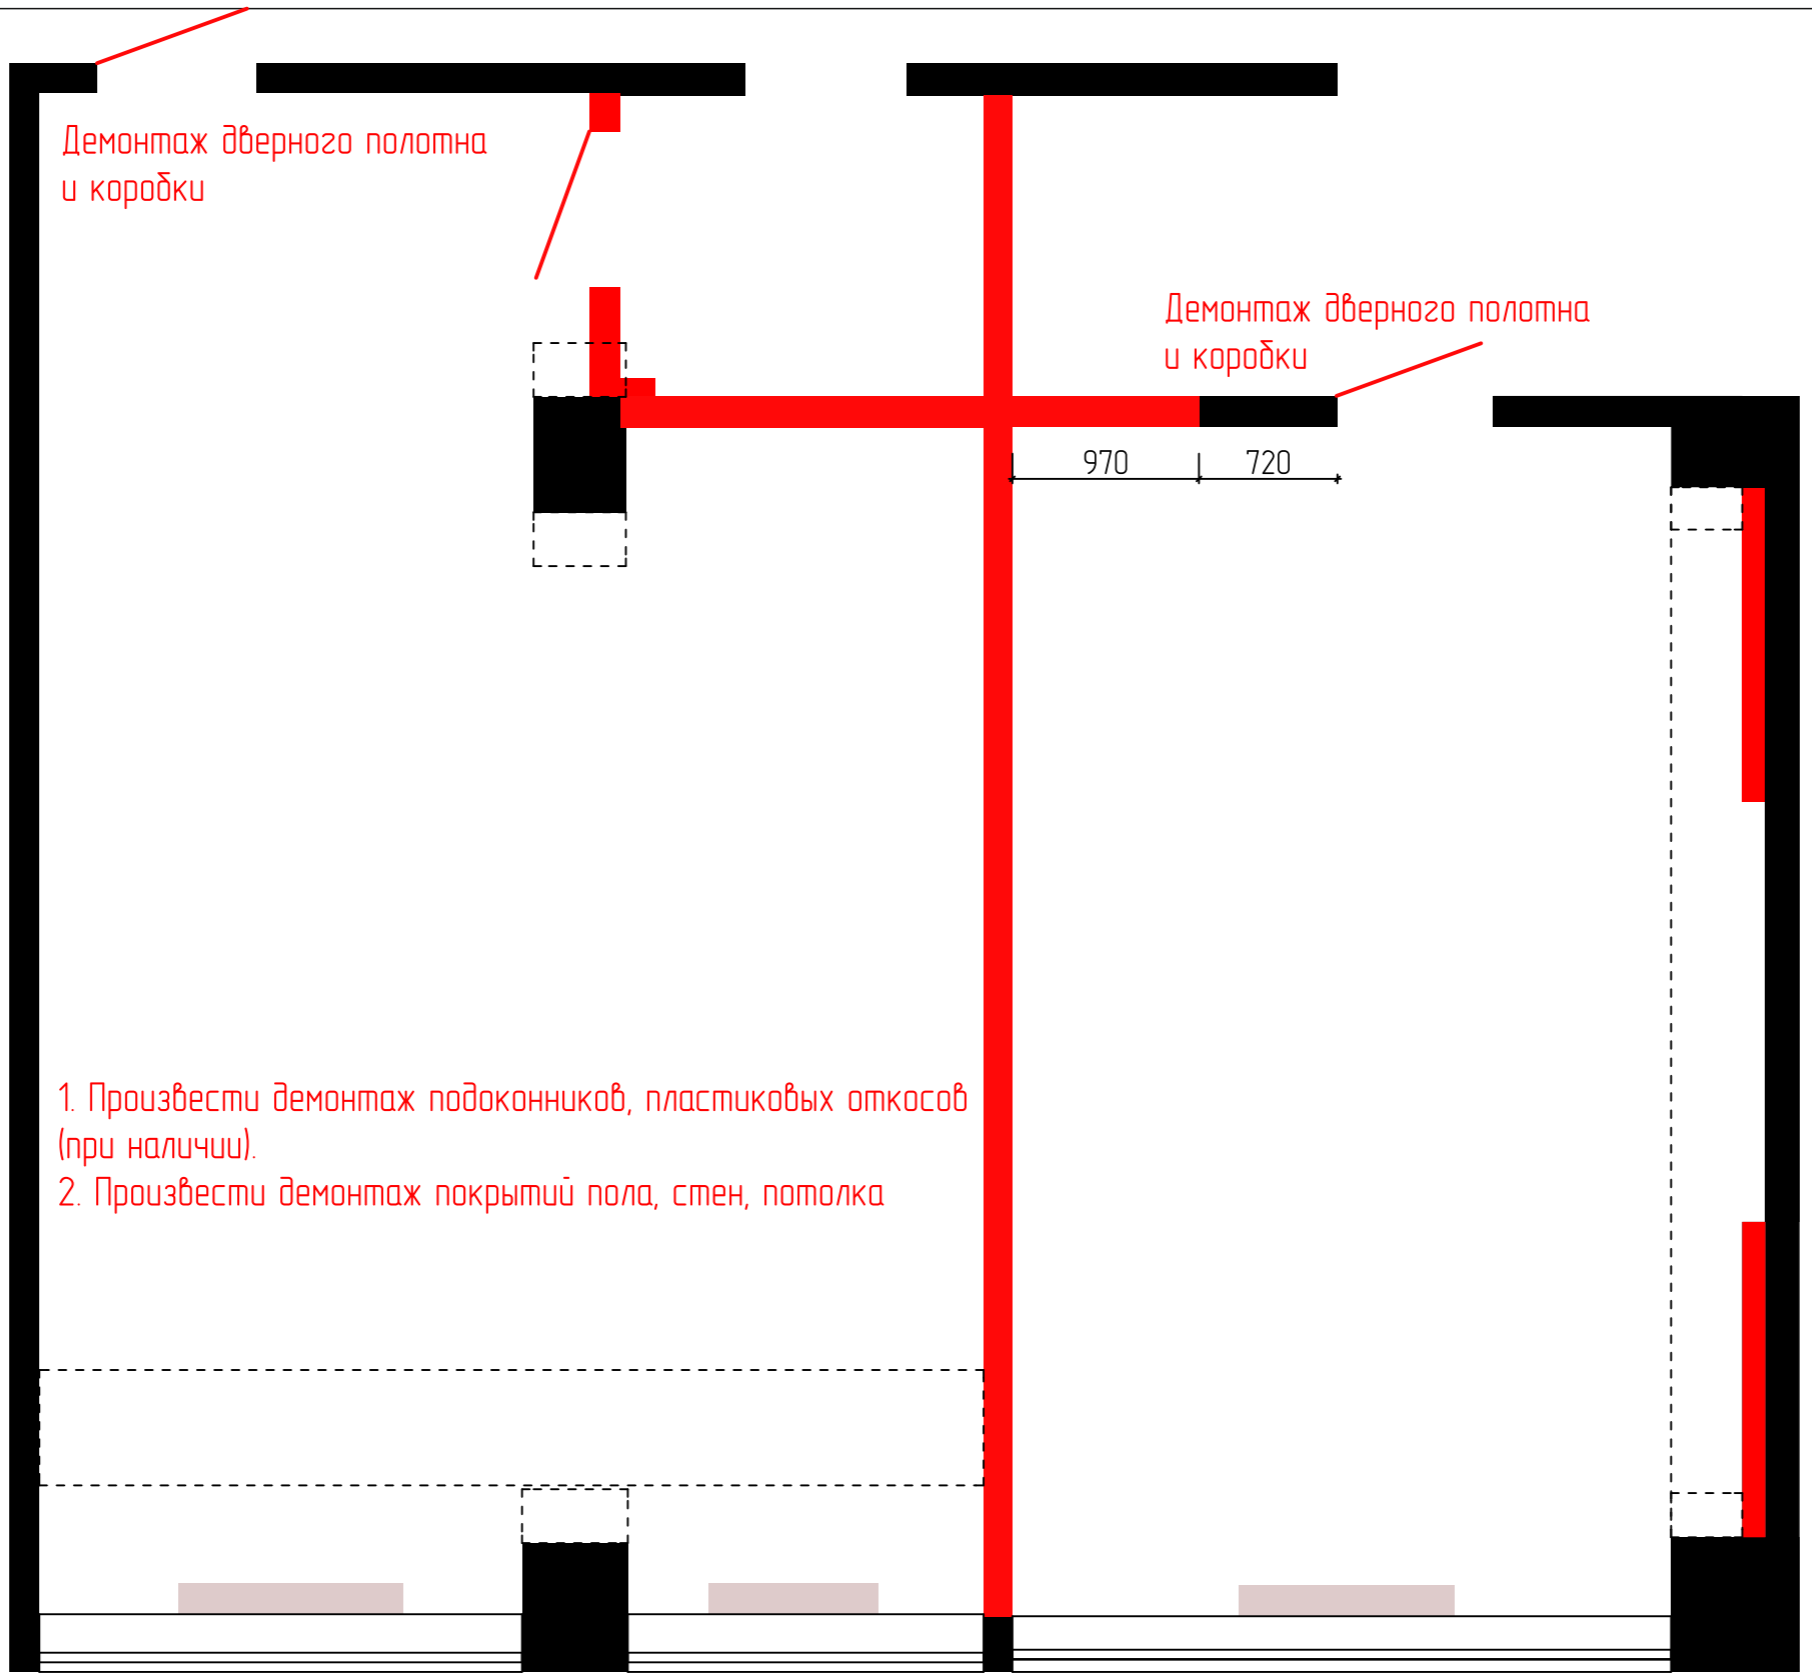 Демонтаж дверного полотна
и коробки
Демонтаж дверного полотна
и коробки
970
720
1. Произвести демонтаж подоконников, пластиковых откосов
(при наличии).
2. Произвести демонтаж покрытий пола, стен, потолка